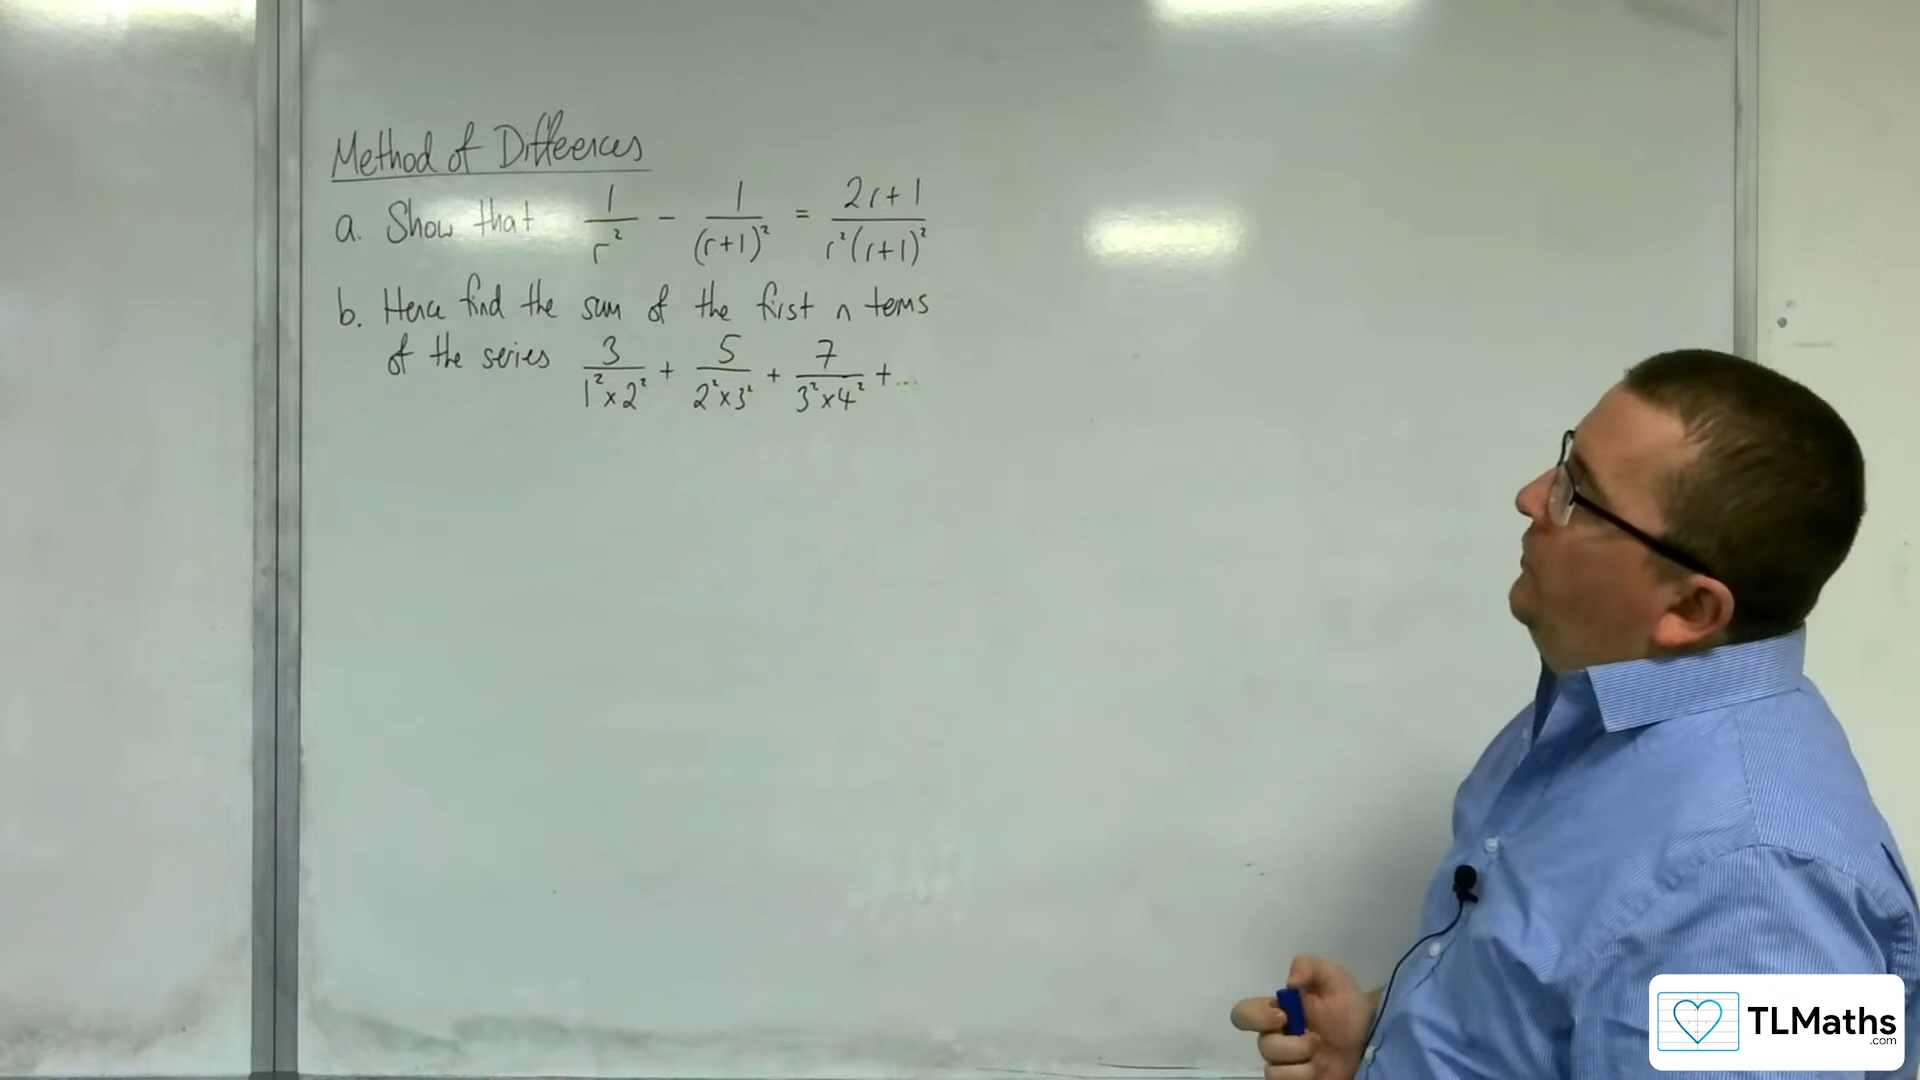 Method of Differences
a. Show that 1/r² - 1/(r+1)² = 2r+1/r²(r+1)²
b. Hence find the sum of the first n terms
of the series 3/1²×2² + 5/2²×3² + 7/3²×4² + ...
TLMaths
.com